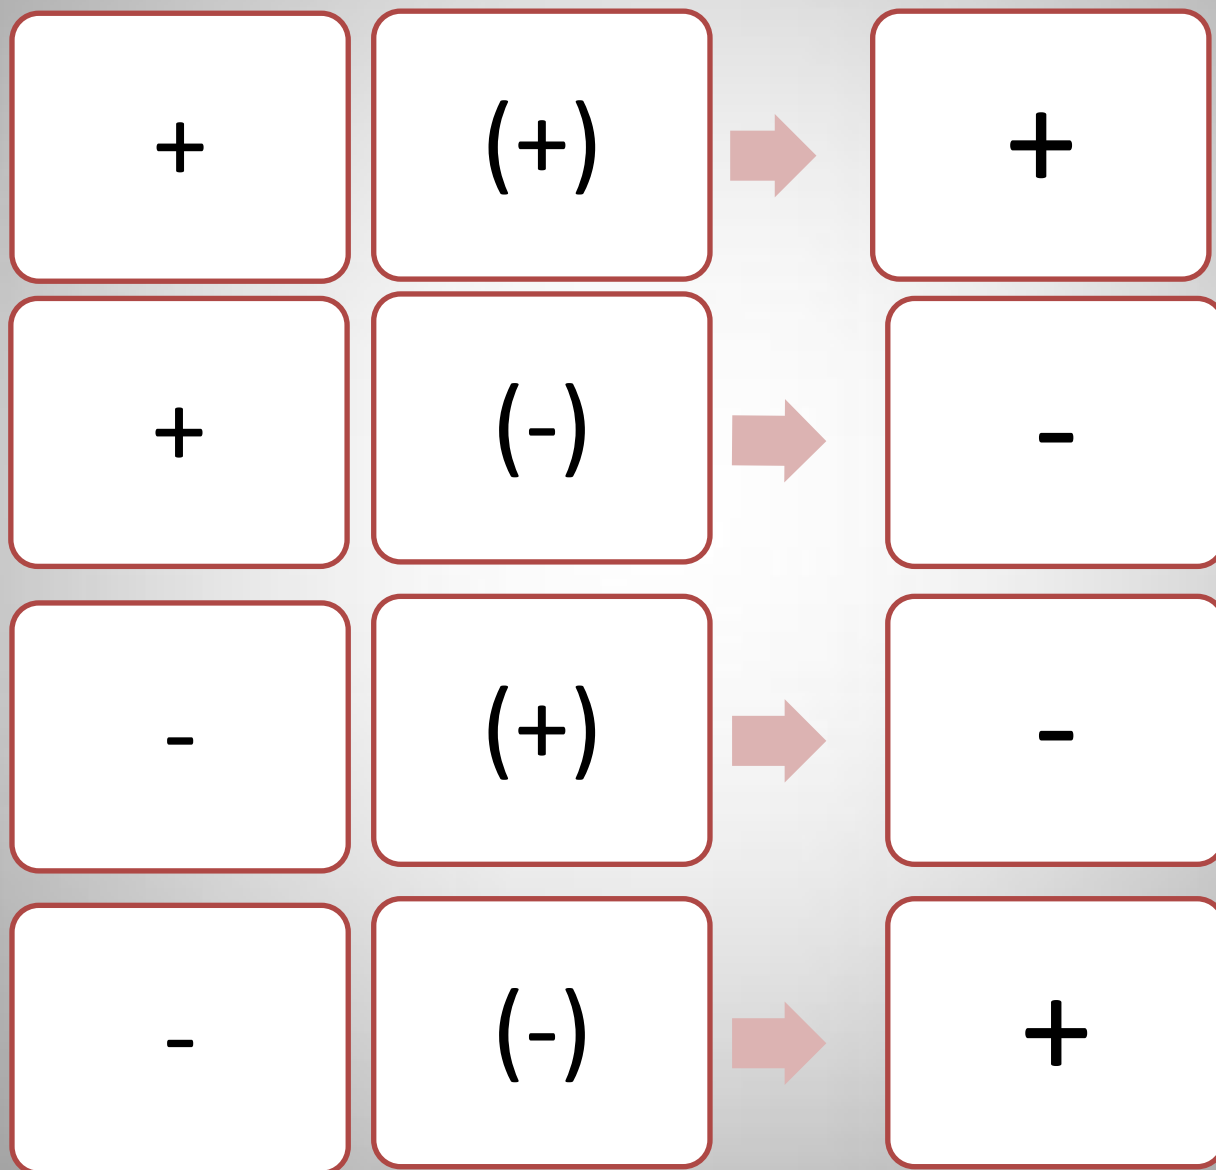 + (+) +
+ (-) -
- (+) -
- (-) +